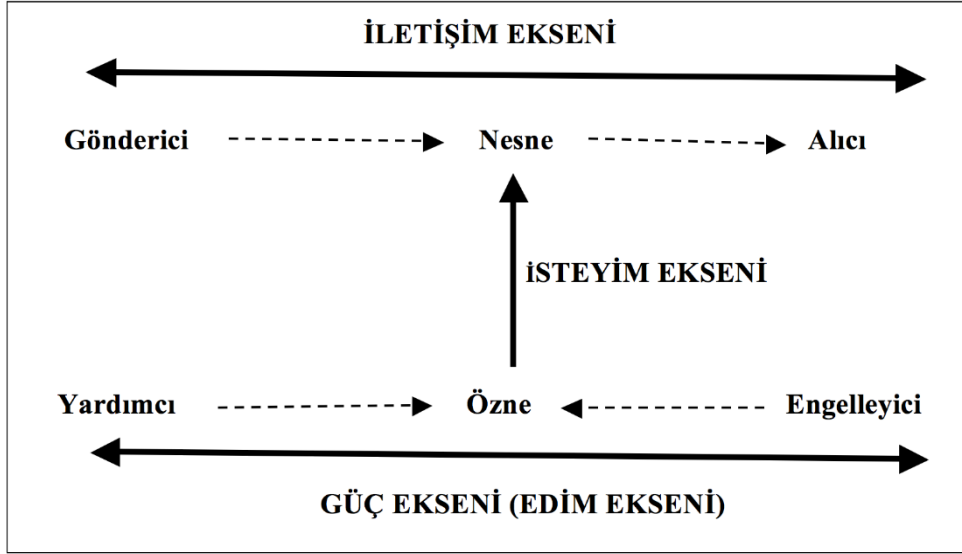 İLETİŞİM EKSENİ
Gönderici Nesne Alıcı
İSTEYİM EKSENİ
Yardımcı Özne Engelleyici
GÜÇ EKSENİ (EDİM EKSENİ)